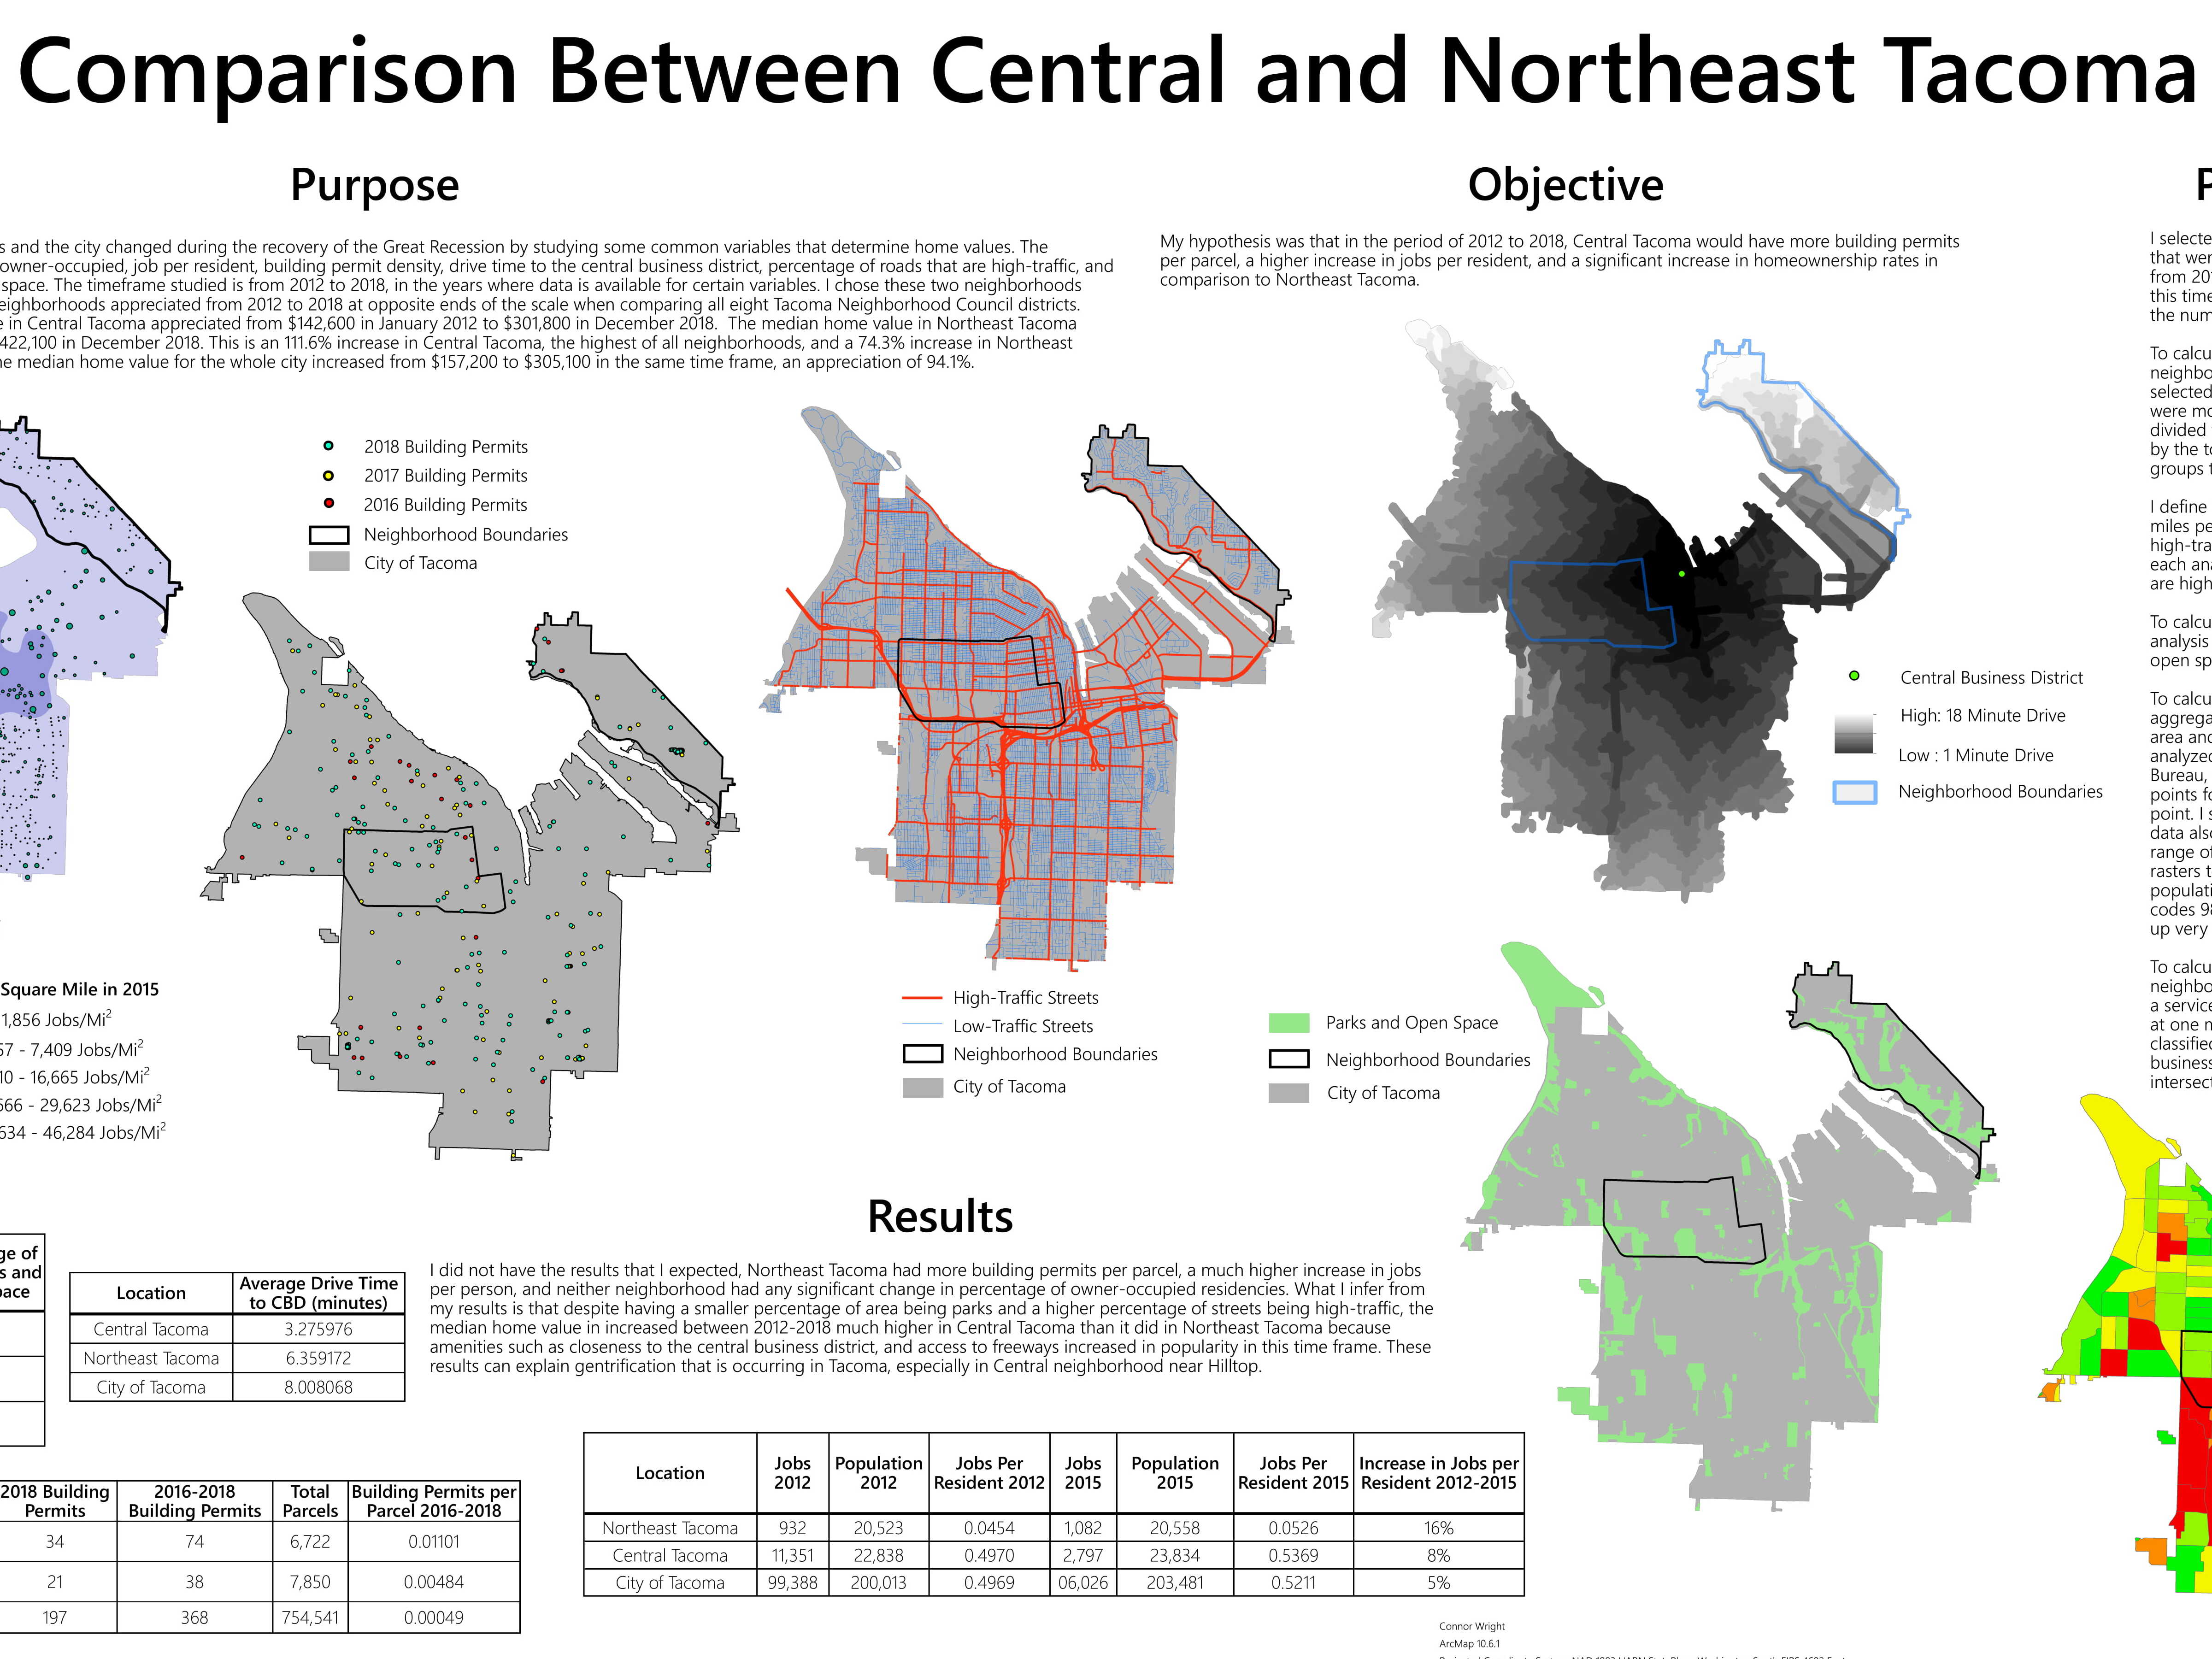 Comparison Between Central and Northeast Tacoma
Purpose
s and the city changed during the recovery of the Great Recession by studying some common variables that determine home values. The
owner-occupied, job per resident, building permit density, drive time to the central business district, percentage of roads that are high-traffic, and
space. The timeframe studied is from 2012 to 2018, in the years where data is available for certain variables. I chose these two neighborhoods
eighborhoods appreciated from 2012 to 2018 at opposite ends of the scale when comparing all eight Tacoma Neighborhood Council districts.
e in Central Tacoma appreciated from $142,600 in January 2012 to $301,800 in December 2018. The median home value in Northeast Tacoma
422,100 in December 2018. This is an 111.6% increase in Central Tacoma, the highest of all neighborhoods, and a 74.3% increase in Northeast
ne median home value for the whole city increased from $157,200 to $305,100 in the same time frame, an appreciation of 94.1%.
Objective
My hypothesis was that in the period of 2012 to 2018, Central Tacoma would have more building permits
per parcel, a higher increase in jobs per resident, and a significant increase in homeownership rates in
comparison to Northeast Tacoma.
P
I selecte
that wer
from 20
this time
the num
To calcu
neighbo
selected
were mo
divided
by the to
groups t
I define
miles pe
high-tra
each ana
are high
To calcu
analysis
open sp
To calcu
aggrega
area and
analyzed
Bureau,
points fo
point. I s
data also
range of
rasters t
populati
codes 98
up very
To calcu
neighbo
a service
at one m
classified
business
intersect
2018 Building Permits
2017 Building Permits
2016 Building Permits
Neighborhood Boundaries
City of Tacoma
Square Mile in 2015
1,856 Jobs/Mi²
57 - 7,409 Jobs/Mi²
10 - 16,665 Jobs/Mi²
666 - 29,623 Jobs/Mi²
634 - 46,284 Jobs/Mi²
High-Traffic Streets
Low-Traffic Streets
Neighborhood Boundaries
City of Tacoma
Central Business District
High: 18 Minute Drive
Low : 1 Minute Drive
Neighborhood Boundaries
Parks and Open Space
Neighborhood Boundaries
City of Tacoma
Results
I did not have the results that I expected, Northeast Tacoma had more building permits per parcel, a much higher increase in jobs
per person, and neither neighborhood had any significant change in percentage of owner-occupied residencies. What I infer from
my results is that despite having a smaller percentage of area being parks and a higher percentage of streets being high-traffic, the
median home value in increased between 2012-2018 much higher in Central Tacoma than it did in Northeast Tacoma because
amenities such as closeness to the central business district, and access to freeways increased in popularity in this time frame. These
results can explain gentrification that is occurring in Tacoma, especially in Central neighborhood near Hilltop.
ge of
s and
pace
Location Average Drive Time to CBD (minutes)
Central Tacoma 3.275976
Northeast Tacoma 6.359172
City of Tacoma 8.008068
2018 Building Permits 2016-2018 Building Permits Total Parcels Building Permits per Parcel 2016-2018
34 74 6,722 0.01101
21 38 7,850 0.00484
197 368 754,541 0.00049
Location Jobs 2012 Population 2012 Jobs Per Resident 2012 Jobs 2015 Population 2015 Jobs Per Resident 2015 Increase in Jobs per Resident 2012-2015
Northeast Tacoma 932 20,523 0.0454 1,082 20,558 0.0526 16%
Central Tacoma 11,351 22,838 0.4970 2,797 23,834 0.5369 8%
City of Tacoma 99,388 200,013 0.4969 06,026 203,481 0.5211 5%
Connor Wright
ArcMap 10.6.1